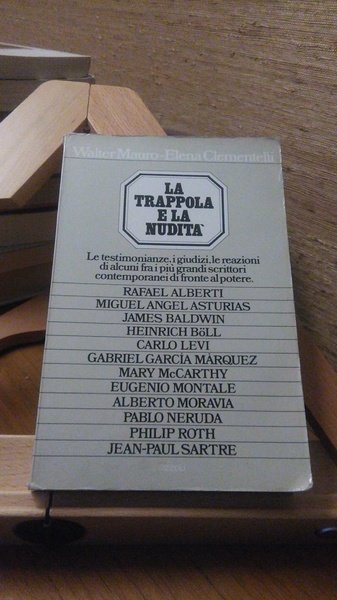 Walter Mauro-Elena Clementelli
LA
TRAPPOLA
E LA
NUDITÀ
Le testimonianze, i giudizi, le reazioni
di alcuni fra i più grandi scrittori
contemporanei di fronte al potere.
RAFAEL ALBERTI
MIGUEL ANGEL ASTURIAS
JAMES BALDWIN
HEINRICH BöLL
CARLO LEVI
GABRIEL GARCÍA MÁRQUEZ
MARY McCARTHY
EUGENIO MONTALE
ALBERTO MORAVIA
PABLO NERUDA
PHILIP ROTH
JEAN-PAUL SARTRE